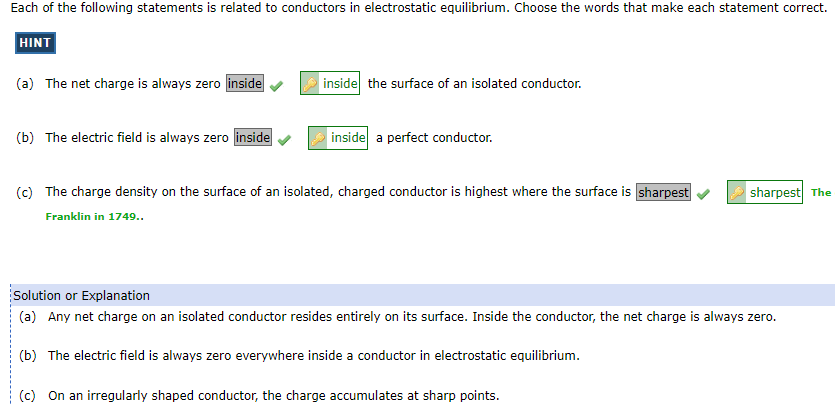 Each of the following statements is related to conductors in electrostatic equilibrium. Choose the words that make each statement correct.
HINT
(a) The net charge is always zero inside inside the surface of an isolated conductor.
(b) The electric field is always zero inside inside a perfect conductor.
(c) The charge density on the surface of an isolated, charged conductor is highest where the surface is sharpest sharpest The
Franklin in 1749..
Solution or Explanation
(a) Any net charge on an isolated conductor resides entirely on its surface. Inside the conductor, the net charge is always zero.
(b) The electric field is always zero everywhere inside a conductor in electrostatic equilibrium.
(c) On an irregularly shaped conductor, the charge accumulates at sharp points.